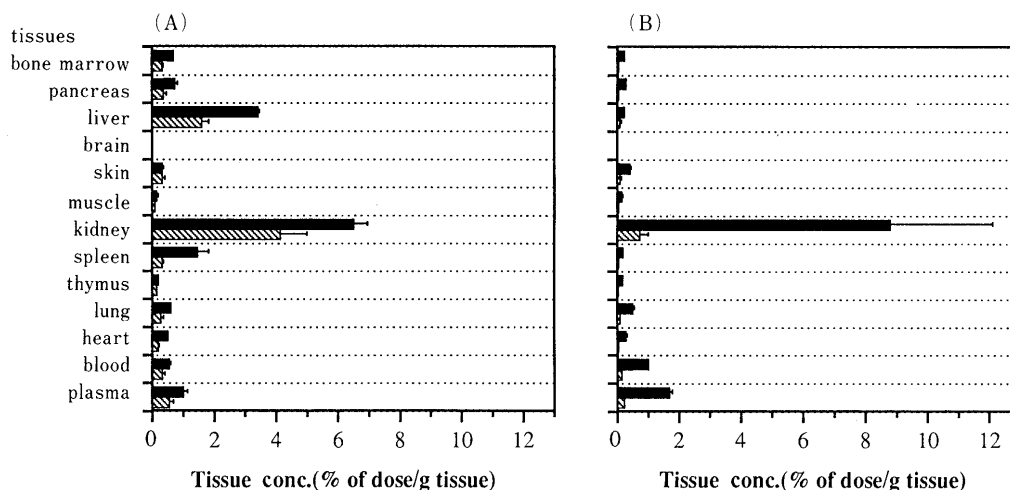 (A) (B)
tissues
bone marrow
pancreas
liver
brain
skin
muscle
kidney
spleen
thymus
lung
heart
blood
plasma
0 2 4 6 8 10 12 0 2 4 6 8 10 12
Tissue conc.(% of dose/g tissue) Tissue conc.(% of dose/g tissue)